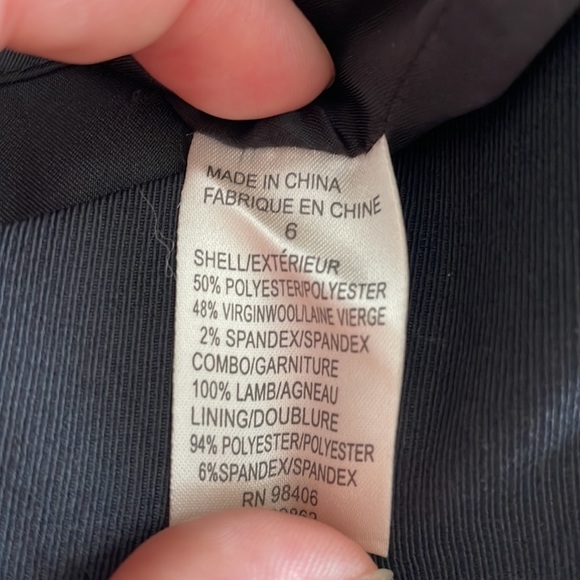 MADE IN CHINA
FABRIQUE EN CHINE
6
SHELL/EXTÉRIEUR
50% POLYESTER/POLYESTER
48% VIRGINWOOL/LAINE VIERGE
2% SPANDEX/SPANDEX
COMBO/GARNITURE
100% LAMB/AGNEAU
LINING/DOUBLURE
94% POLYESTER/POLYESTER
6%SPANDEX/SPANDEX
RN 98406